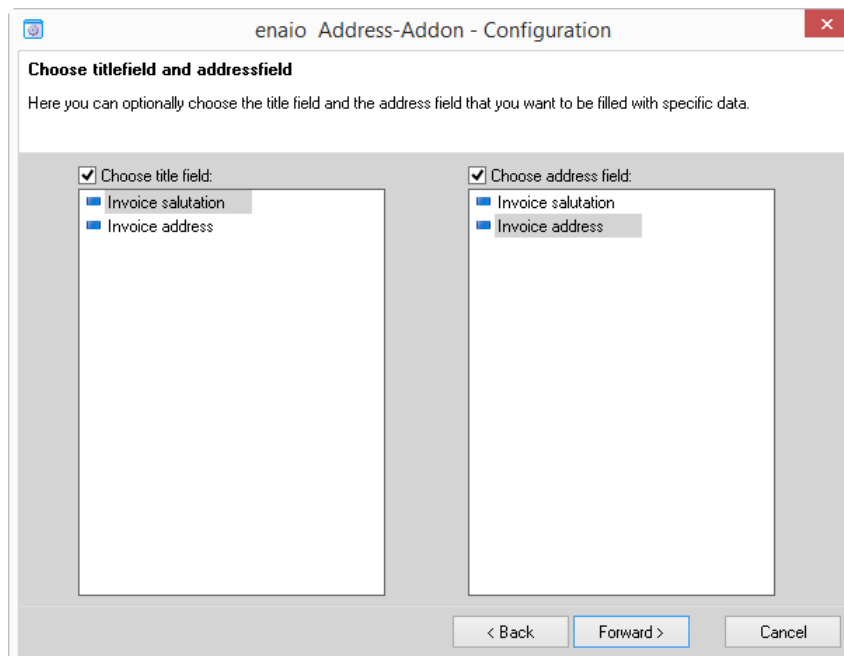 enaio Address-Addon - Configuration
Choose titlefield and addressfield
Here you can optionally choose the title field and the address field that you want to be filled with specific data.
Choose title field:
Invoice salutation
Invoice address
Choose address field:
Invoice salutation
Invoice address
< Back
Forward >
Cancel